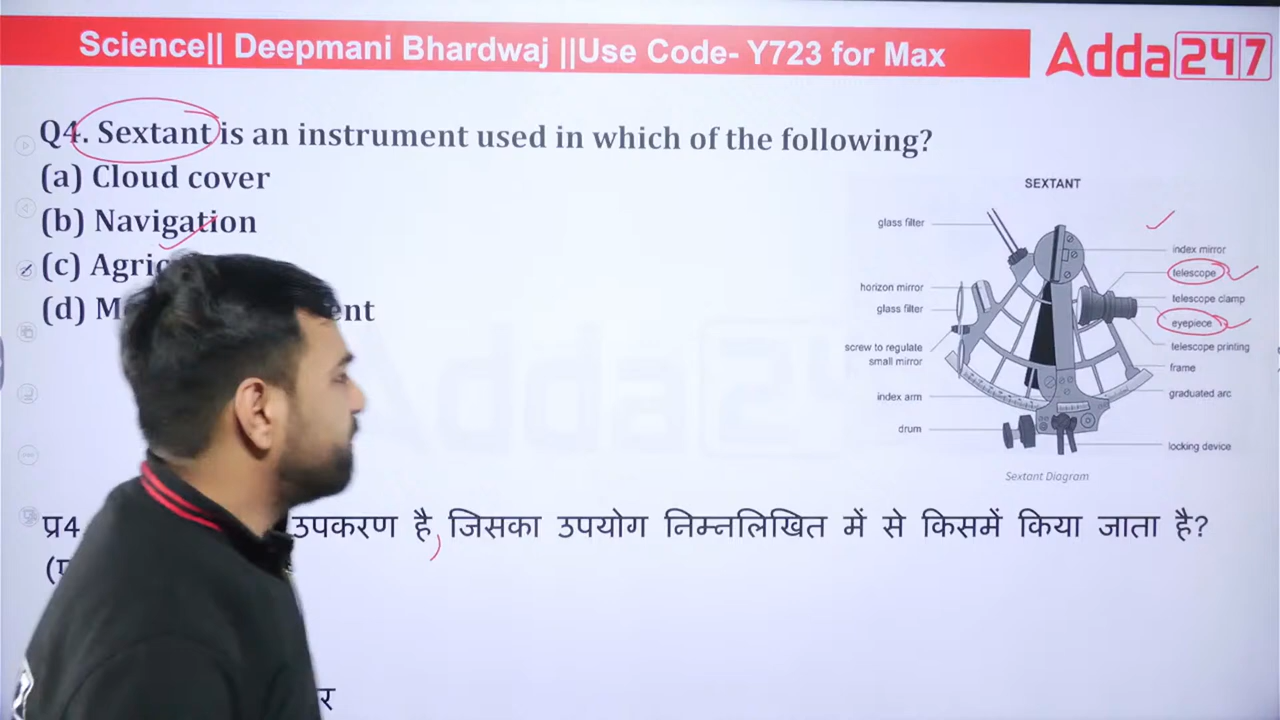 Science|| Deepmani Bhardwaj ||Use Code- Y723 for Max
Adda247
Q4. Sextant is an instrument used in which of the following?
(a) Cloud cover
(b) Navigation
(c)
(d)
SEXTANT
glass filter
index mirror
telescope
horizon mirror
telescope clamp
glass filter
eyepiece
screw to regulate
small mirror
telescope printing
frame
index arm
graduated arc
drum
locking device
Sextant Diagram
प्र4 उपकरण है, जिसका उपयोग निम्नलिखित में से किसमें किया जाता है?